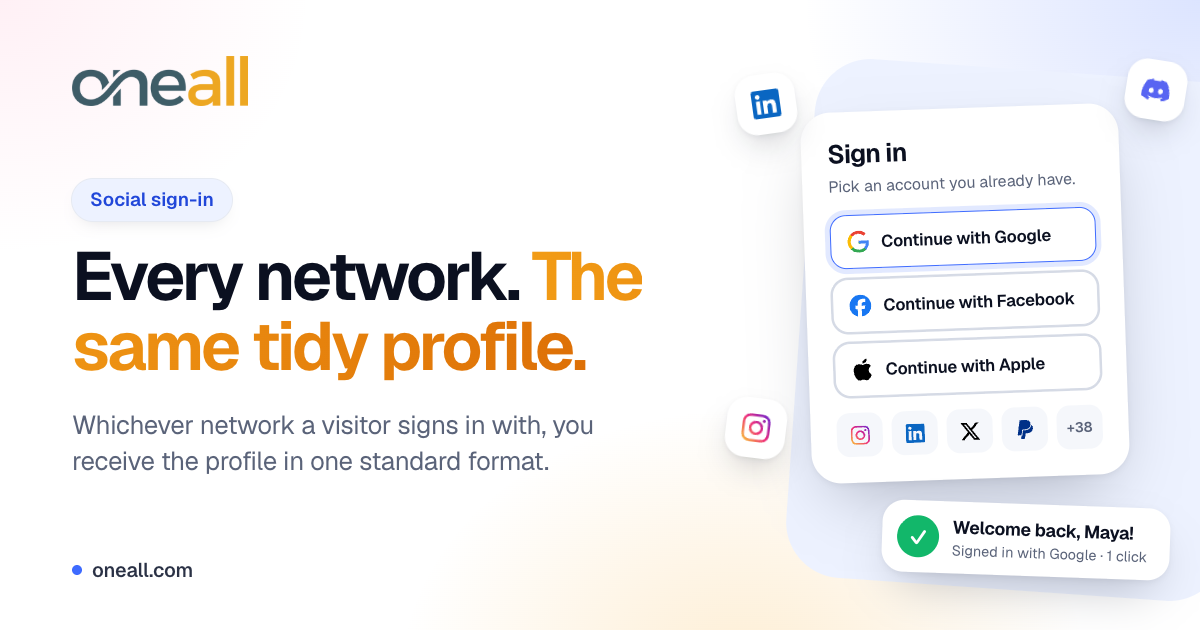 oneall
Social sign-in
Every network. The
same tidy profile.
Whichever network a visitor signs in with, you
receive the profile in one standard format.
oneall.com
Sign in
Pick an account you already have.
Continue with Google
Continue with Facebook
Continue with Apple
+38
Welcome back, Maya!
Signed in with Google · 1 click